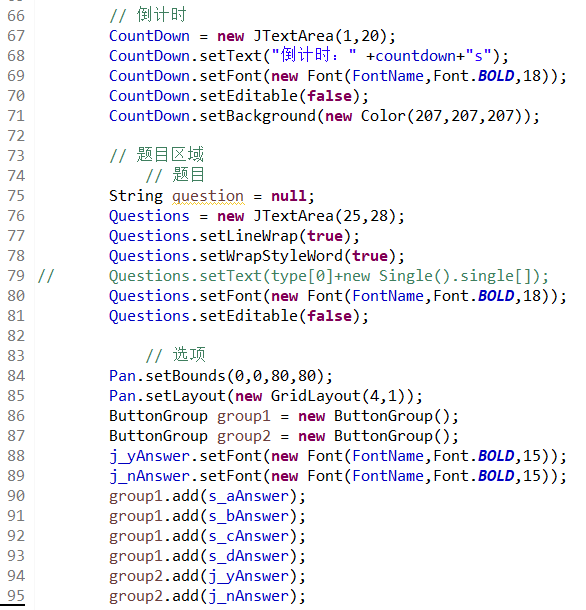 66 // 倒计时
67 CountDown = new JTextArea(1,20);
68 CountDown.setText("倒计时：" +countdown+"s");
69 CountDown.setFont(new Font(FontName,Font.BOLD,18));
70 CountDown.setEditable(false);
71 CountDown.setBackground(new Color(207,207,207));
72
73 // 题目区域
74 // 题目
75 String question = null;
76 Questions = new JTextArea(25,28);
77 Questions.setLineWrap(true);
78 Questions.setWrapStyleWord(true);
79 // Questions.setText(type[0]+new Single().single[]);
80 Questions.setFont(new Font(FontName,Font.BOLD,18));
81 Questions.setEditable(false);
82
83 // 选项
84 Pan.setBounds(0,0,80,80);
85 Pan.setLayout(new GridLayout(4,1));
86 ButtonGroup group1 = new ButtonGroup();
87 ButtonGroup group2 = new ButtonGroup();
88 j_yAnswer.setFont(new Font(FontName,Font.BOLD,15));
89 j_nAnswer.setFont(new Font(FontName,Font.BOLD,15));
90 group1.add(s_aAnswer);
91 group1.add(s_bAnswer);
92 group1.add(s_cAnswer);
93 group1.add(s_dAnswer);
94 group2.add(j_yAnswer);
95 group2.add(j_nAnswer);